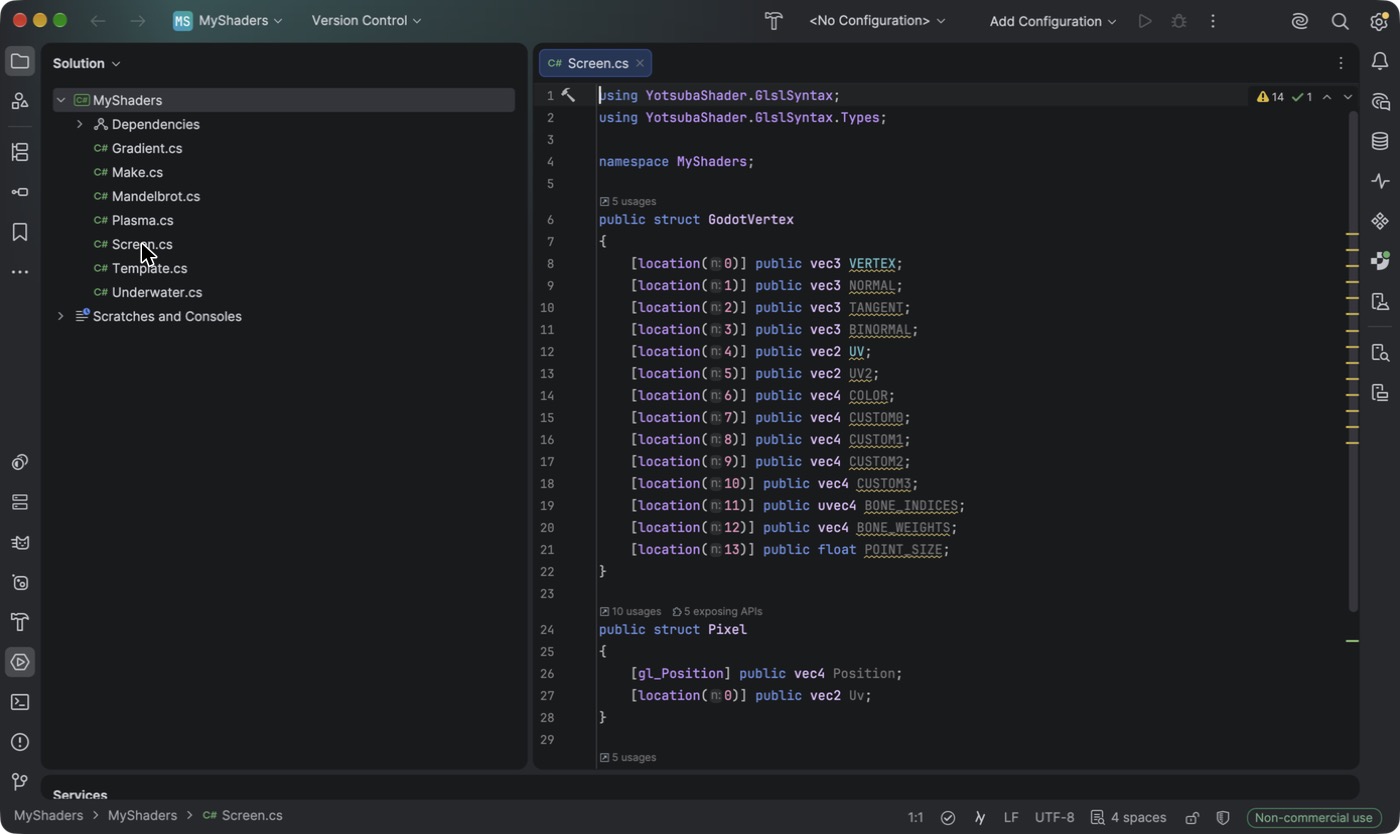 MS MyShaders Version Control <No Configuration> Add Configuration
Solution
MyShaders
Dependencies
C# Gradient.cs
C# Make.cs
C# Mandelbrot.cs
C# Plasma.cs
C# Screen.cs
C# Template.cs
C# Underwater.cs
Scratches and Consoles
C# Screen.cs
14 1
1 using YotsubaShader.GlslSyntax;
2 using YotsubaShader.GlslSyntax.Types;
3
4 namespace MyShaders;
5
5 usages
6 public struct GodotVertex
7 {
8 [location(n:0)] public vec3 VERTEX;
9 [location(n:1)] public vec3 NORMAL;
10 [location(n:2)] public vec3 TANGENT;
11 [location(n:3)] public vec3 BINORMAL;
12 [location(n:4)] public vec2 UV;
13 [location(n:5)] public vec2 UV2;
14 [location(n:6)] public vec4 COLOR;
15 [location(n:7)] public vec4 CUSTOM0;
16 [location(n:8)] public vec4 CUSTOM1;
17 [location(n:9)] public vec4 CUSTOM2;
18 [location(n:10)] public vec4 CUSTOM3;
19 [location(n:11)] public uvec4 BONE_INDICES;
20 [location(n:12)] public vec4 BONE_WEIGHTS;
21 [location(n:13)] public float POINT_SIZE;
22 }
23
10 usages 5 exposing APIs
24 public struct Pixel
25 {
26 [gl_Position] public vec4 Position;
27 [location(n:0)] public vec2 Uv;
28 }
29
5 usages
Services
MyShaders > MyShaders > C# Screen.cs 1:1 LF UTF-8 4 spaces Non-commercial use